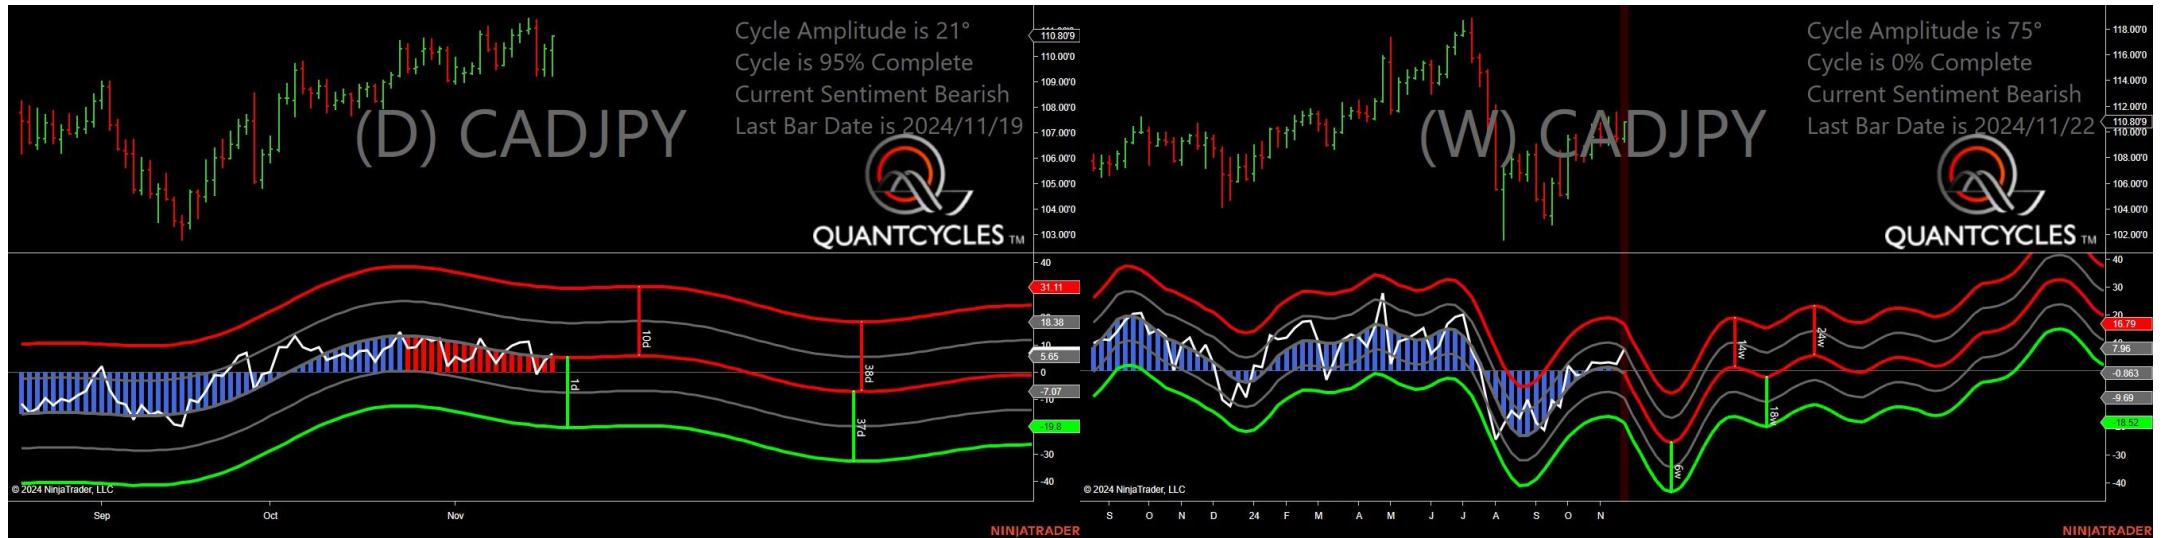 Cycle Amplitude is 21°
Cycle is 95% Complete
Current Sentiment Bearish
Last Bar Date is 2024/11/19
(D) CADJPY
QUANTCYCLES TM
110.80'9
110.00'0
109.00'0
108.00'0
107.00'0
106.00'0
105.00'0
104.00'0
103.00'0
40
31.11
18.38
10
5.65
0
-7.07
-10
-19.8
-30
-40
1d
10d
38d
37d
© 2024 NinjaTrader, LLC
Sep Oct Nov
NINJATRADER
Cycle Amplitude is 75°
Cycle is 0% Complete
Current Sentiment Bearish
Last Bar Date is 2024/11/22
(W) CADJPY
QUANTCYCLES TM
118.00'0
116.00'0
114.00'0
112.00'0
110.80'9
110.00'0
108.00'0
106.00'0
104.00'0
102.00'0
40
30
20
16.79
7.96
-0.863
-9.69
-18.52
-30
-40
6w
14w
18w
24w
© 2024 NinjaTrader, LLC
S O N D 24 F M A M J J A S O N
NINJATRADER